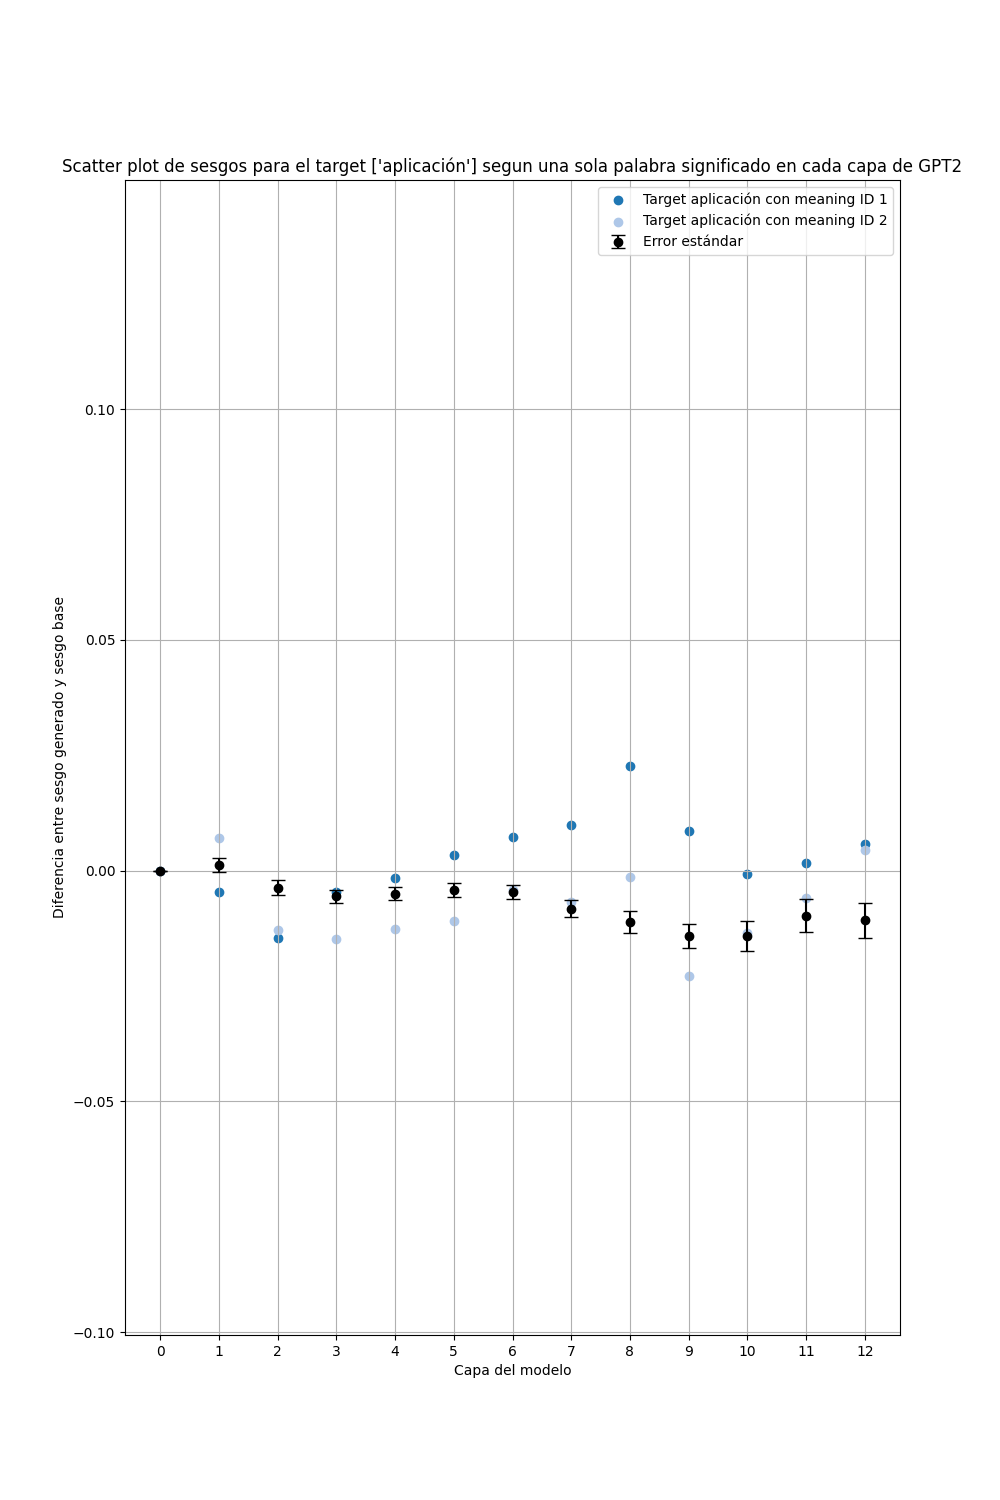 Scatter plot de sesgos para el target ['aplicación'] segun una sola palabra significado en cada capa de GPT2
Target aplicación con meaning ID 1
Target aplicación con meaning ID 2
Error estándar
Diferencia entre sesgo generado y sesgo base
0.10
0.05
0.00
−0.05
−0.10
0 1 2 3 4 5 6 7 8 9 10 11 12
Capa del modelo